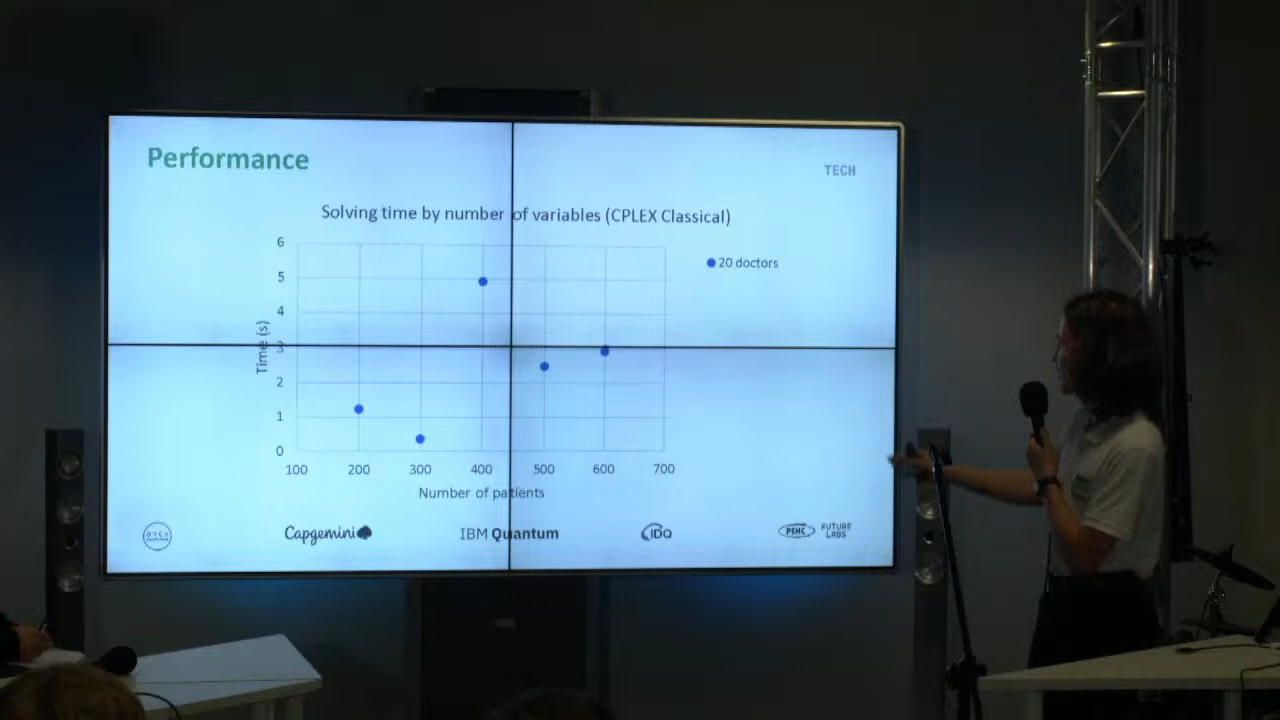 Performance
TECH
Solving time by number of variables (CPLEX Classical)
6
5
4
3
2
1
0
Time (s)
20 doctors
100 200 300 400 500 600 700
Number of patients
Capgemini
IBM Quantum
IDQ
PSNC
FUTURE
LABS